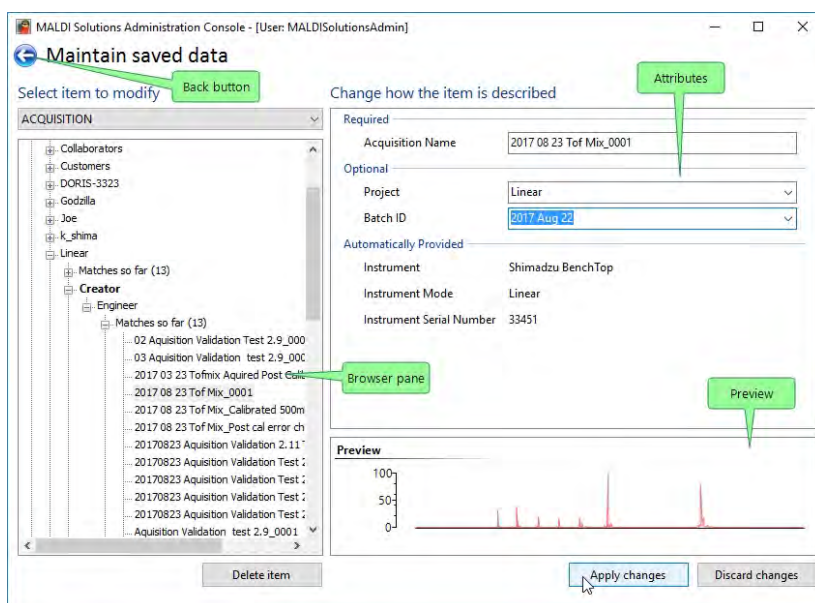 MALDI Solutions Administration Console - [User: MALDISolutionsAdmin]
Maintain saved data
Back button
Select item to modify
ACQUISITION
Collaborators
Customers
DORIS-3323
Godzilla
Joe
k_shima
Linear
Matches so far (13)
Creator
Engineer
Matches so far (13)
02 Aquisition Validation Test 2.9_000
03 Aquisition Validation test 2.9_000
2017 03 23 Tofmix Aquired Post Calib
2017 08 23 Tof Mix_0001
2017 08 23 Tof Mix_Calibrated 500m
2017 08 23 Tof Mix_Post cal error ch
20170823 Aquisition Validation 2.11
20170823 Aquisition Validation Test 2
20170823 Aquisition Validation Test 2
20170823 Aquisition Validation Test 2
20170823 Aquisition Validation Test 2
Aquisition Validation test 2.9_0001
Browser pane
Delete item
Change how the item is described
Attributes
Required
Acquisition Name 2017 08 23 Tof Mix_0001
Optional
Project Linear
Batch ID 2017 Aug 22
Automatically Provided
Instrument Shimadzu BenchTop
Instrument Mode Linear
Instrument Serial Number 33451
Preview
Preview
100
50
0
Apply changes Discard changes